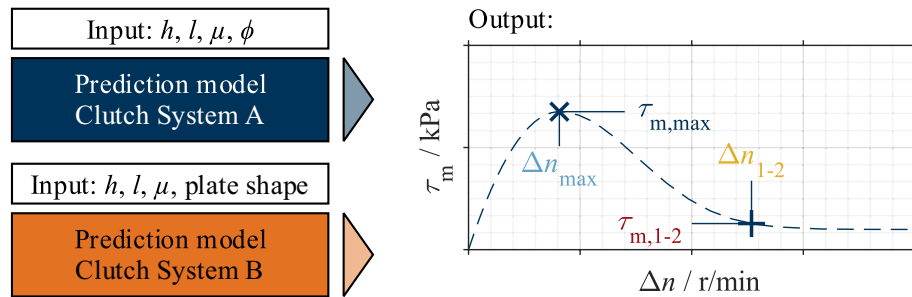 Input: h, l, μ, ϕ
Prediction model
Clutch System A
Input: h, l, μ, plate shape
Prediction model
Clutch System B
Output:
τm / kPa
τm,max
Δnmax
Δn1-2
τm,1-2
Δn / r/min